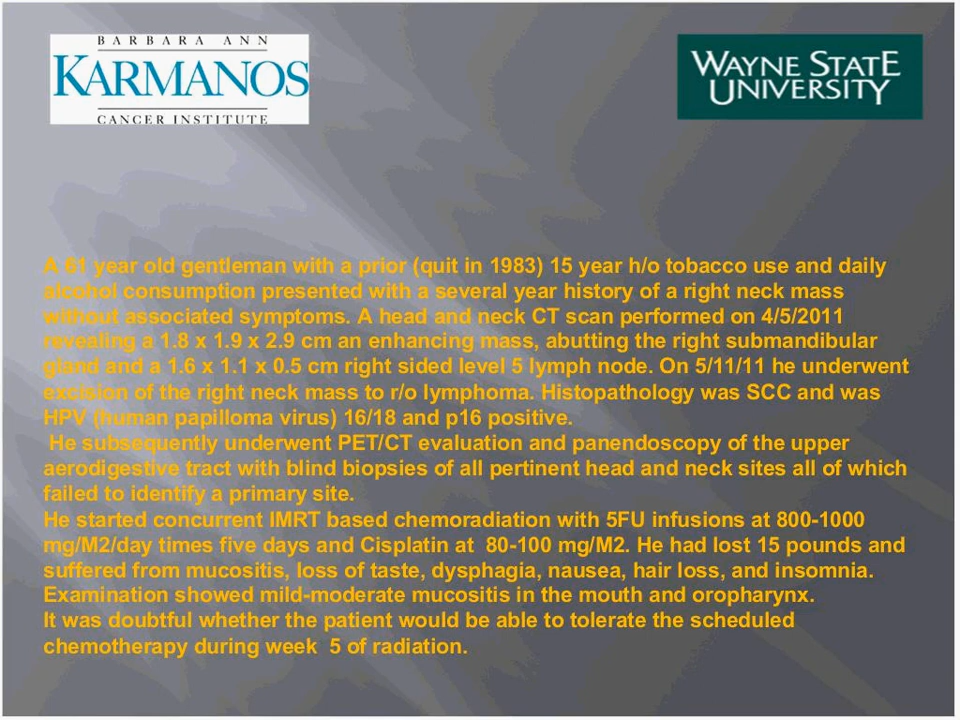 BARBARA ANN
KARMANOS
CANCER INSTITUTE
WAYNE STATE
UNIVERSITY
A 61 year old gentleman with a prior (quit in 1983) 15 year h/o tobacco use and daily
alcohol consumption presented with a several year history of a right neck mass
without associated symptoms. A head and neck CT scan performed on 4/5/2011
revealing a 1.8 x 1.9 x 2.9 cm an enhancing mass, abutting the right submandibular
gland and a 1.6 x 1.1 x 0.5 cm right sided level 5 lymph node. On 5/11/11 he underwent
excision of the right neck mass to r/o lymphoma. Histopathology was SCC and was
HPV (human papilloma virus) 16/18 and p16 positive.
He subsequently underwent PET/CT evaluation and panendoscopy of the upper
aerodigestive tract with blind biopsies of all pertinent head and neck sites all of which
failed to identify a primary site.
He started concurrent IMRT based chemoradiation with 5FU infusions at 800-1000
mg/M2/day times five days and Cisplatin at 80-100 mg/M2. He had lost 15 pounds and
suffered from mucositis, loss of taste, dysphagia, nausea, hair loss, and insomnia.
Examination showed mild-moderate mucositis in the mouth and oropharynx.
It was doubtful whether the patient would be able to tolerate the scheduled
chemotherapy during week 5 of radiation.